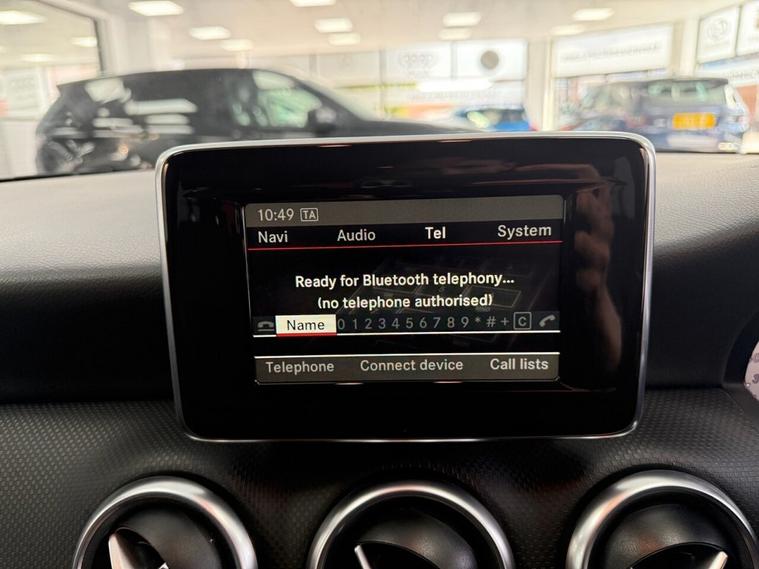 10:49 TA
Navi Audio Tel System
Ready for Bluetooth telephony...
(no telephone authorised)
Name 0 1 2 3 4 5 6 7 8 9 * # + C
Telephone Connect device Call lists